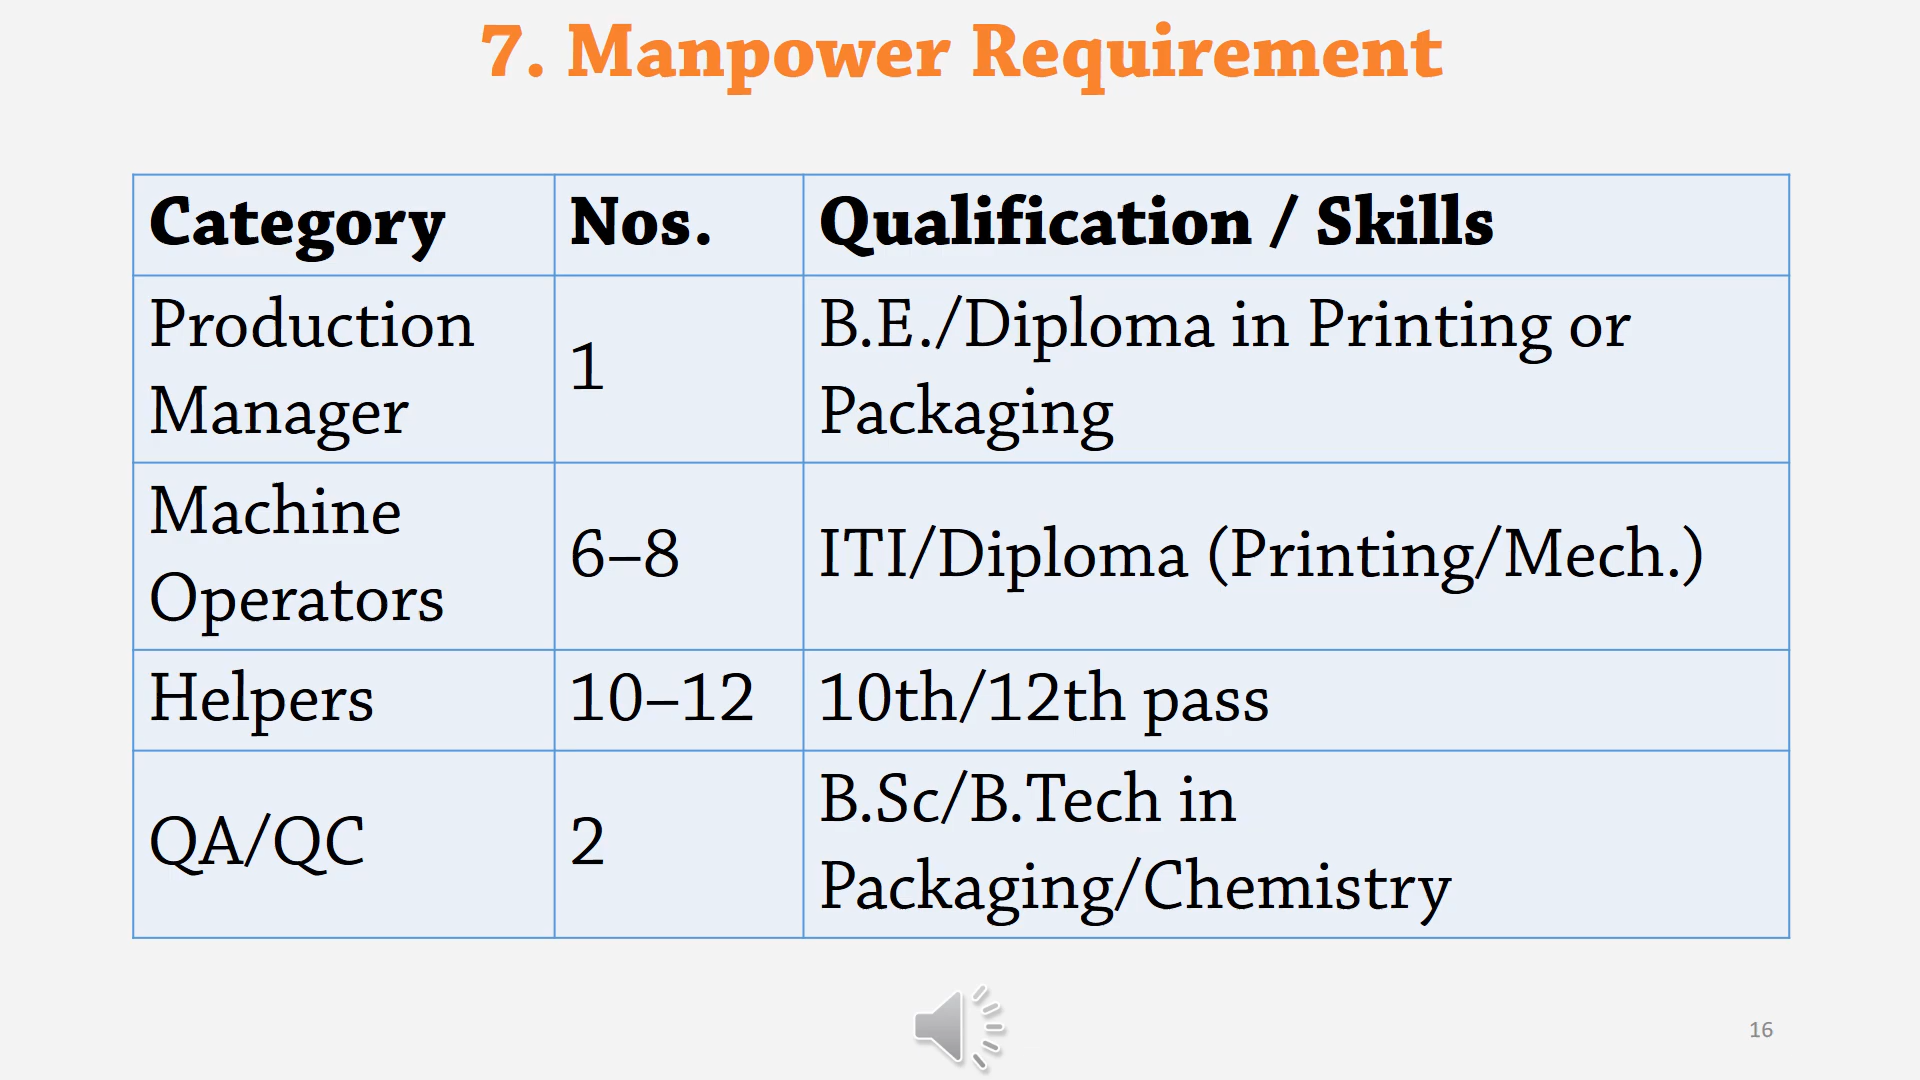 7. Manpower Requirement
Category Nos. Qualification / Skills
Production
Manager
1
B.E./Diploma in Printing or
Packaging
Machine
Operators
6–8
ITI/Diploma (Printing/Mech.)
Helpers 10–12 10th/12th pass
QA/QC
2
B.Sc/B.Tech in
Packaging/Chemistry
16